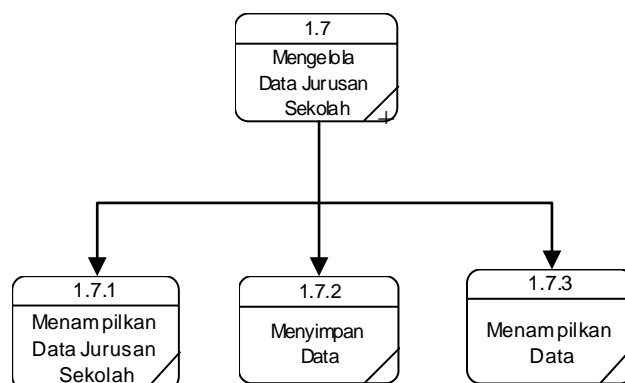 1.7
Mengelola
Data Jurusan
Sekolah
1.7.1
Menampilkan
Data Jurusan
Sekolah
1.7.2
Menyimpan
Data
1.7.3
Menampilkan
Data